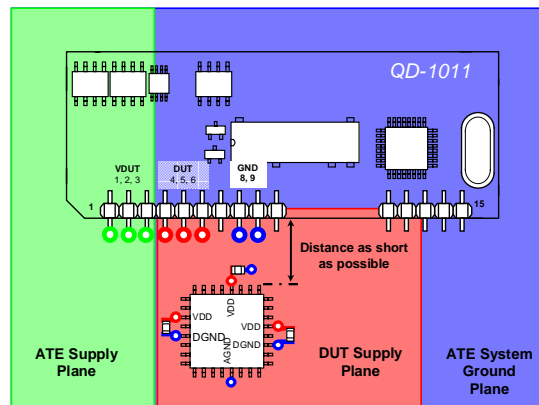 QD-1011
VDUT
1, 2, 3
DUT
4, 5, 6
GND
8, 9
1
15
Distance as short
as possible
VDD
VDD
DGND
VDD
DGND
AGND
ATE Supply
Plane
DUT Supply
Plane
ATE System
Ground
Plane